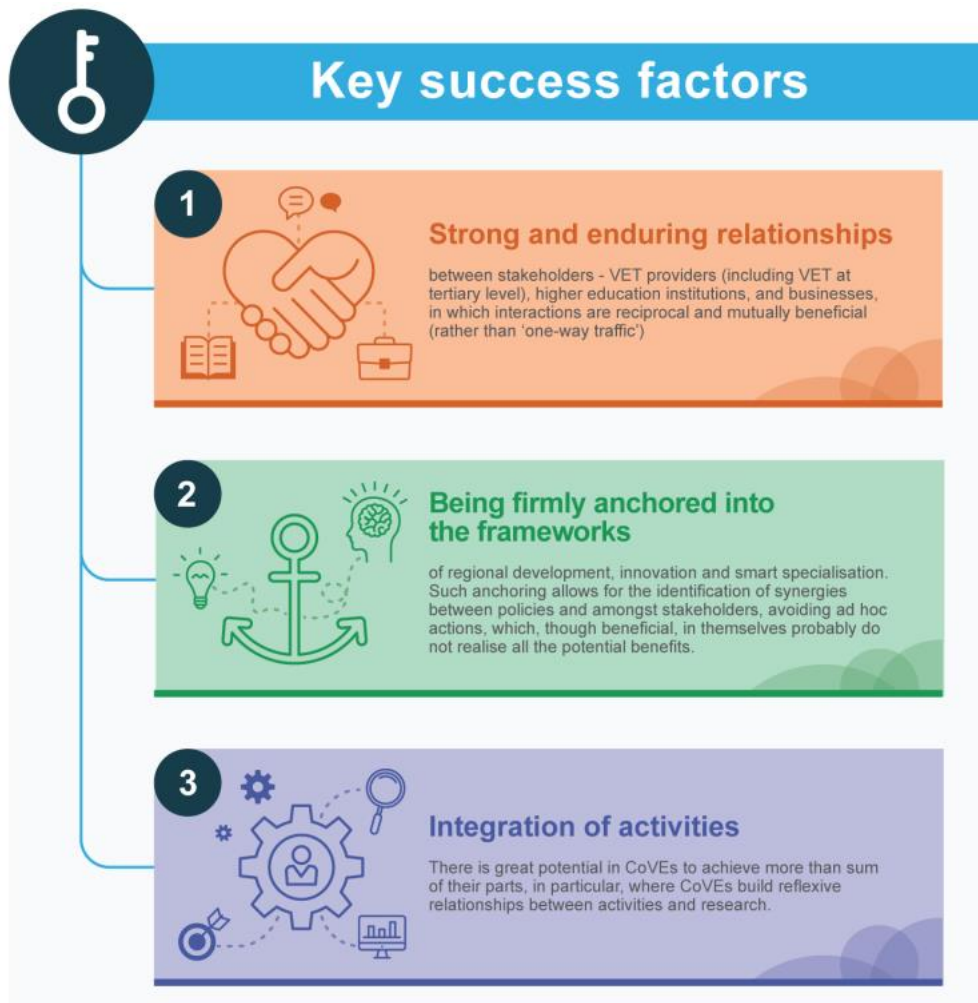 Key success factors
1
Strong and enduring relationships
between stakeholders - VET providers (including VET at
tertiary level), higher education institutions, and businesses,
in which interactions are reciprocal and mutually beneficial
(rather than ‘one-way traffic’)
2
Being firmly anchored into
the frameworks
of regional development, innovation and smart specialisation.
Such anchoring allows for the identification of synergies
between policies and amongst stakeholders, avoiding ad hoc
actions, which, though beneficial, in themselves probably do
not realise all the potential benefits.
3
Integration of activities
There is great potential in CoVEs to achieve more than sum
of their parts, in particular, where CoVEs build reflexive
relationships between activities and research.